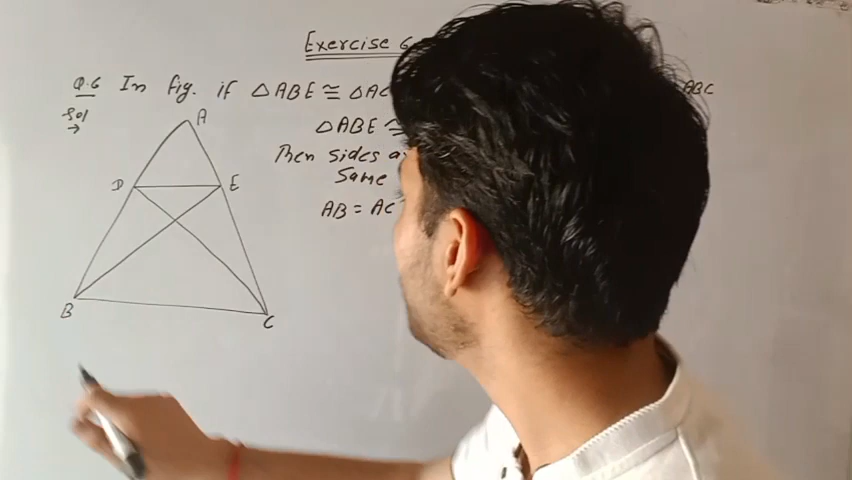 Exercise 6
Q.6 In fig. if △ABE ≅ △AC ABC
Sol →
△ABE ≅
Then sides a
Same
AB = AC
A
D E
B C